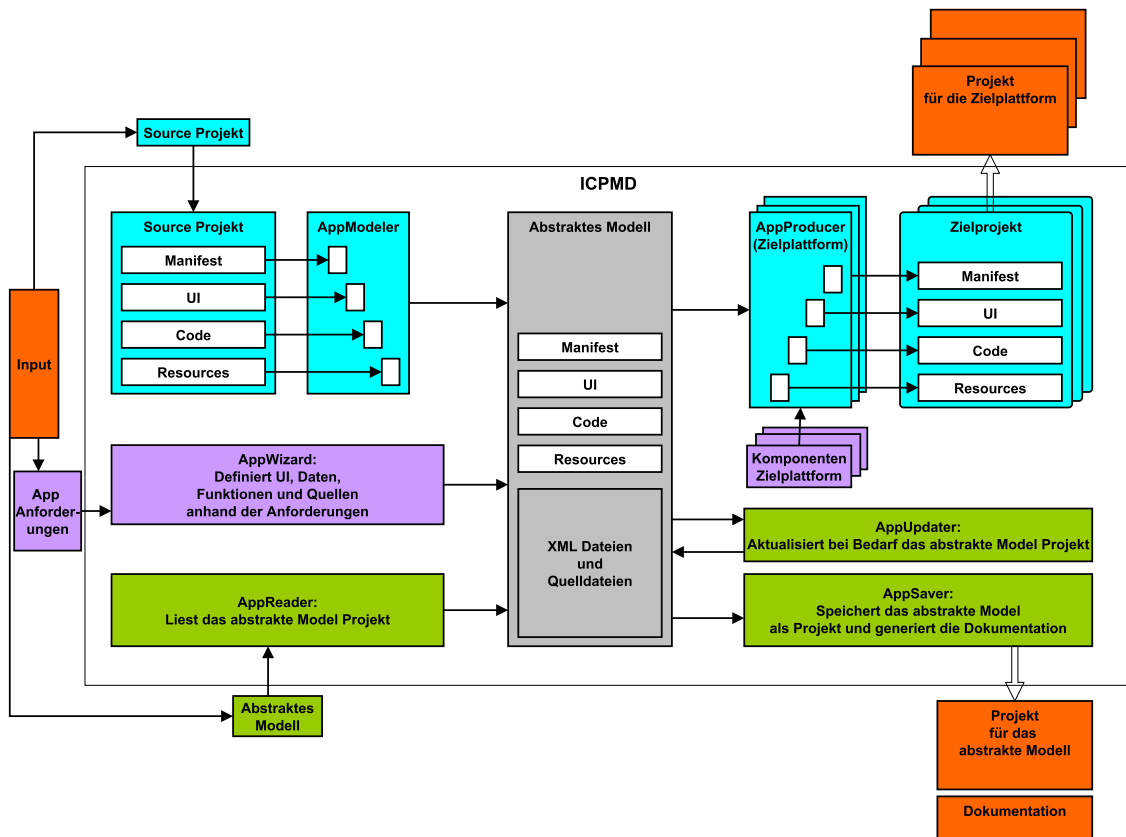 Projekt
für die Zielplattform
Source Projekt
ICPMD
Source Projekt
Manifest
UI
Code
Resources
AppModeler
Abstraktes Modell
Manifest
UI
Code
Resources
XML Dateien
und
Quelldateien
AppProducer
(Zielplattform)
Zielprojekt
Manifest
UI
Code
Resources
Komponenten
Zielplattform
Input
App
Anforder-
ungen
AppWizard:
Definiert UI, Daten,
Funktionen und Quellen
anhand der Anforderungen
AppReader:
Liest das abstrakte Model Projekt
AppUpdater:
Aktualisiert bei Bedarf das abstrakte Model Projekt
AppSaver:
Speichert das abstrakte Model
als Projekt und generiert die Dokumentation
Abstraktes
Modell
Projekt
für das
abstrakte Modell
Dokumentation